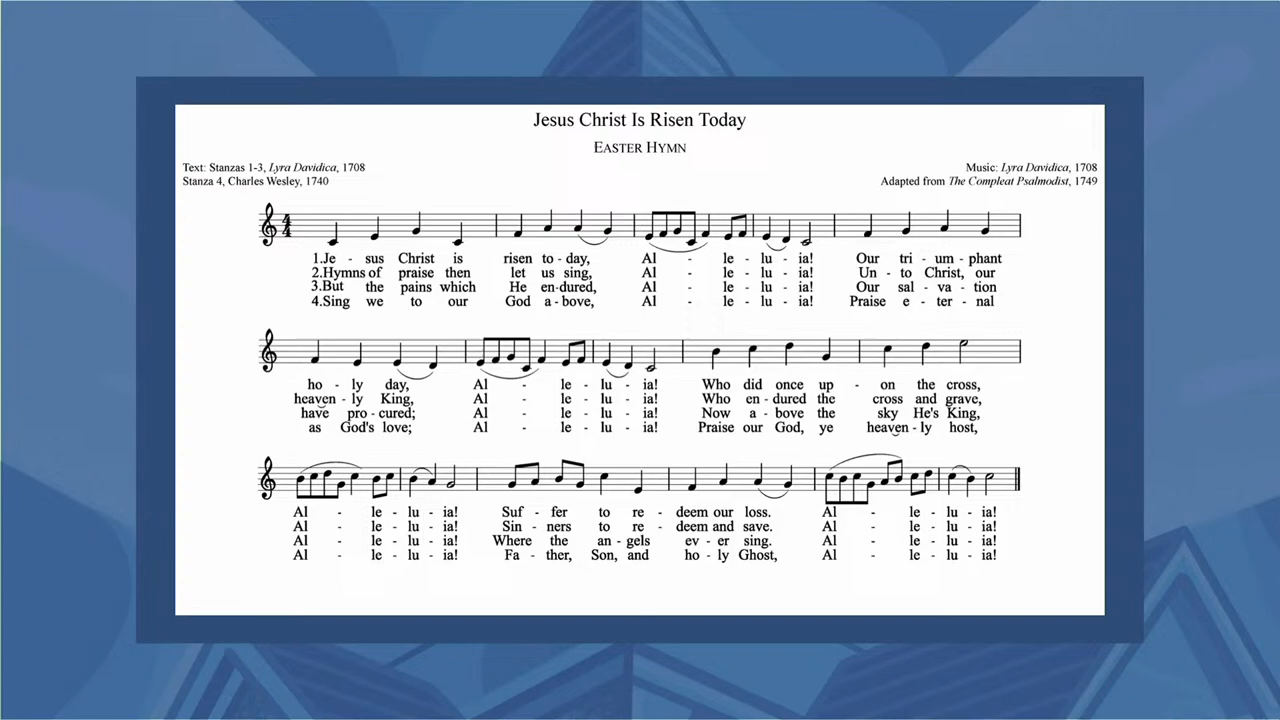 Jesus Christ Is Risen Today
EASTER HYMN
Text: Stanzas 1-3, Lyra Davidica, 1708
Stanza 4, Charles Wesley, 1740
Music: Lyra Davidica, 1708
Adapted from The Compleat Psalmodist, 1749
4
4
1.Je - sus Christ is risen to-day, Al - le - lu - ia! Our tri - um - phant
2.Hymns of praise then let us sing, Al - le - lu - ia! Un - to Christ, our
3.But the pains which He en-dured, Al - le - lu - ia! Our sal - va - tion
4.Sing we to our God a-bove, Al - le - lu - ia! Praise e - ter - nal
ho - ly day, Al - le - lu - ia! Who did once up - on the cross,
heaven - ly King, Al - le - lu - ia! Who en - dured the cross and grave,
have pro - cured; Al - le - lu - ia! Now a - bove the sky He's King,
as God's love; Al - le - lu - ia! Praise our God, ye heaven - ly host,
Al - le - lu - ia! Suf - fer to re - deem our loss. Al - le - lu - ia!
Al - le - lu - ia! Sin - ners to re - deem and save. Al - le - lu - ia!
Al - le - lu - ia! Where the an - gels ev - er sing. Al - le - lu - ia!
Al - le - lu - ia! Fa - ther, Son, and ho - ly Ghost, Al - le - lu - ia!